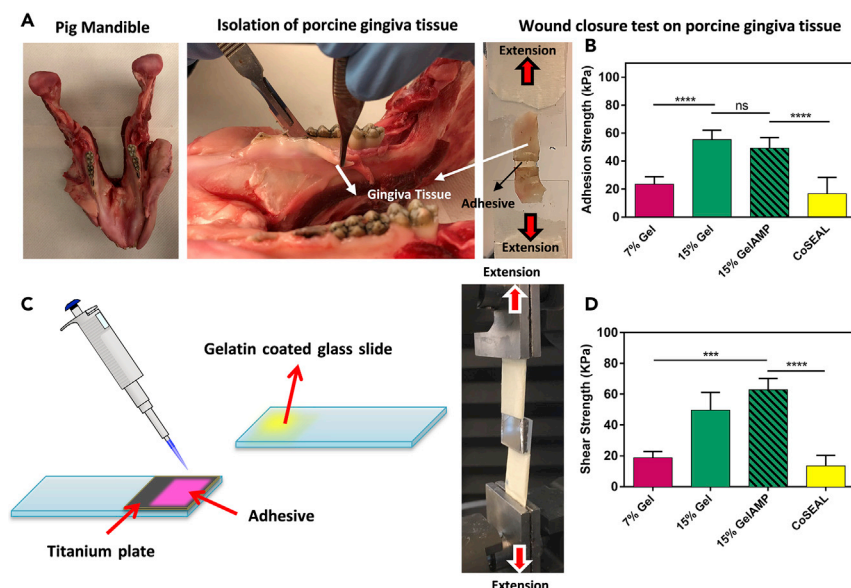 A
Pig Mandible
Isolation of porcine gingiva tissue
Wound closure test on porcine gingiva tissue
Extension
Gingiva Tissue
Adhesive
Extension
B
Adhesion Strength (kPa)
100
80
60
40
20
0
****
ns
****
7% Gel
15% Gel
15% GelAMP
CoSEAL
C
Gelatin coated glass slide
Adhesive
Titanium plate
Extension
Extension
D
Shear Strength (KPa)
100
80
60
40
20
0
***
****
7% Gel
15% Gel
15% GelAMP
CoSEAL